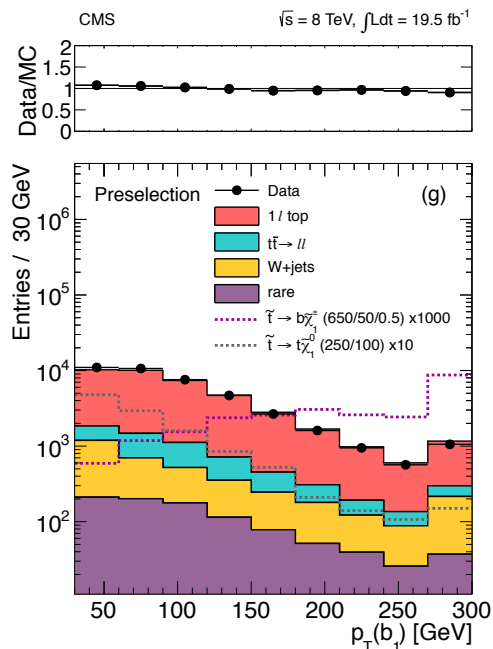 CMS √s = 8 TeV, ∫Ldt = 19.5 fb⁻¹
Data/MC
2
1.5
1
0.5
0
Entries / 30 GeV
Preselection
(g)
Data
1 l top
tt̄→ ll
W+jets
rare
t̃ → bχ̃₁± (650/50/0.5) x1000
t̃ → tχ̃₁⁰ (250/100) x10
10⁶
10⁵
10⁴
10³
10²
50 100 150 200 250 300
p_T(b₁) [GeV]